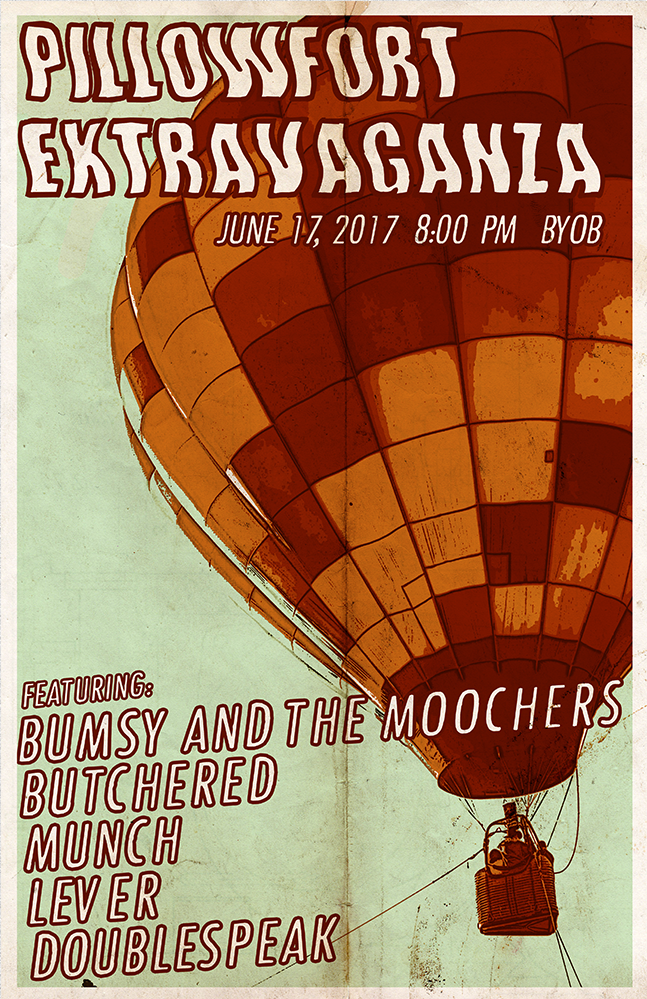 PILLOWFORT
EXTRAVAGANZA
JUNE 17, 2017 8:00 PM BYOB
FEATURING:
BUMSY AND THE MOOCHERS
BUTCHERED
MUNCH
LEVER
DOUBLESPEAK